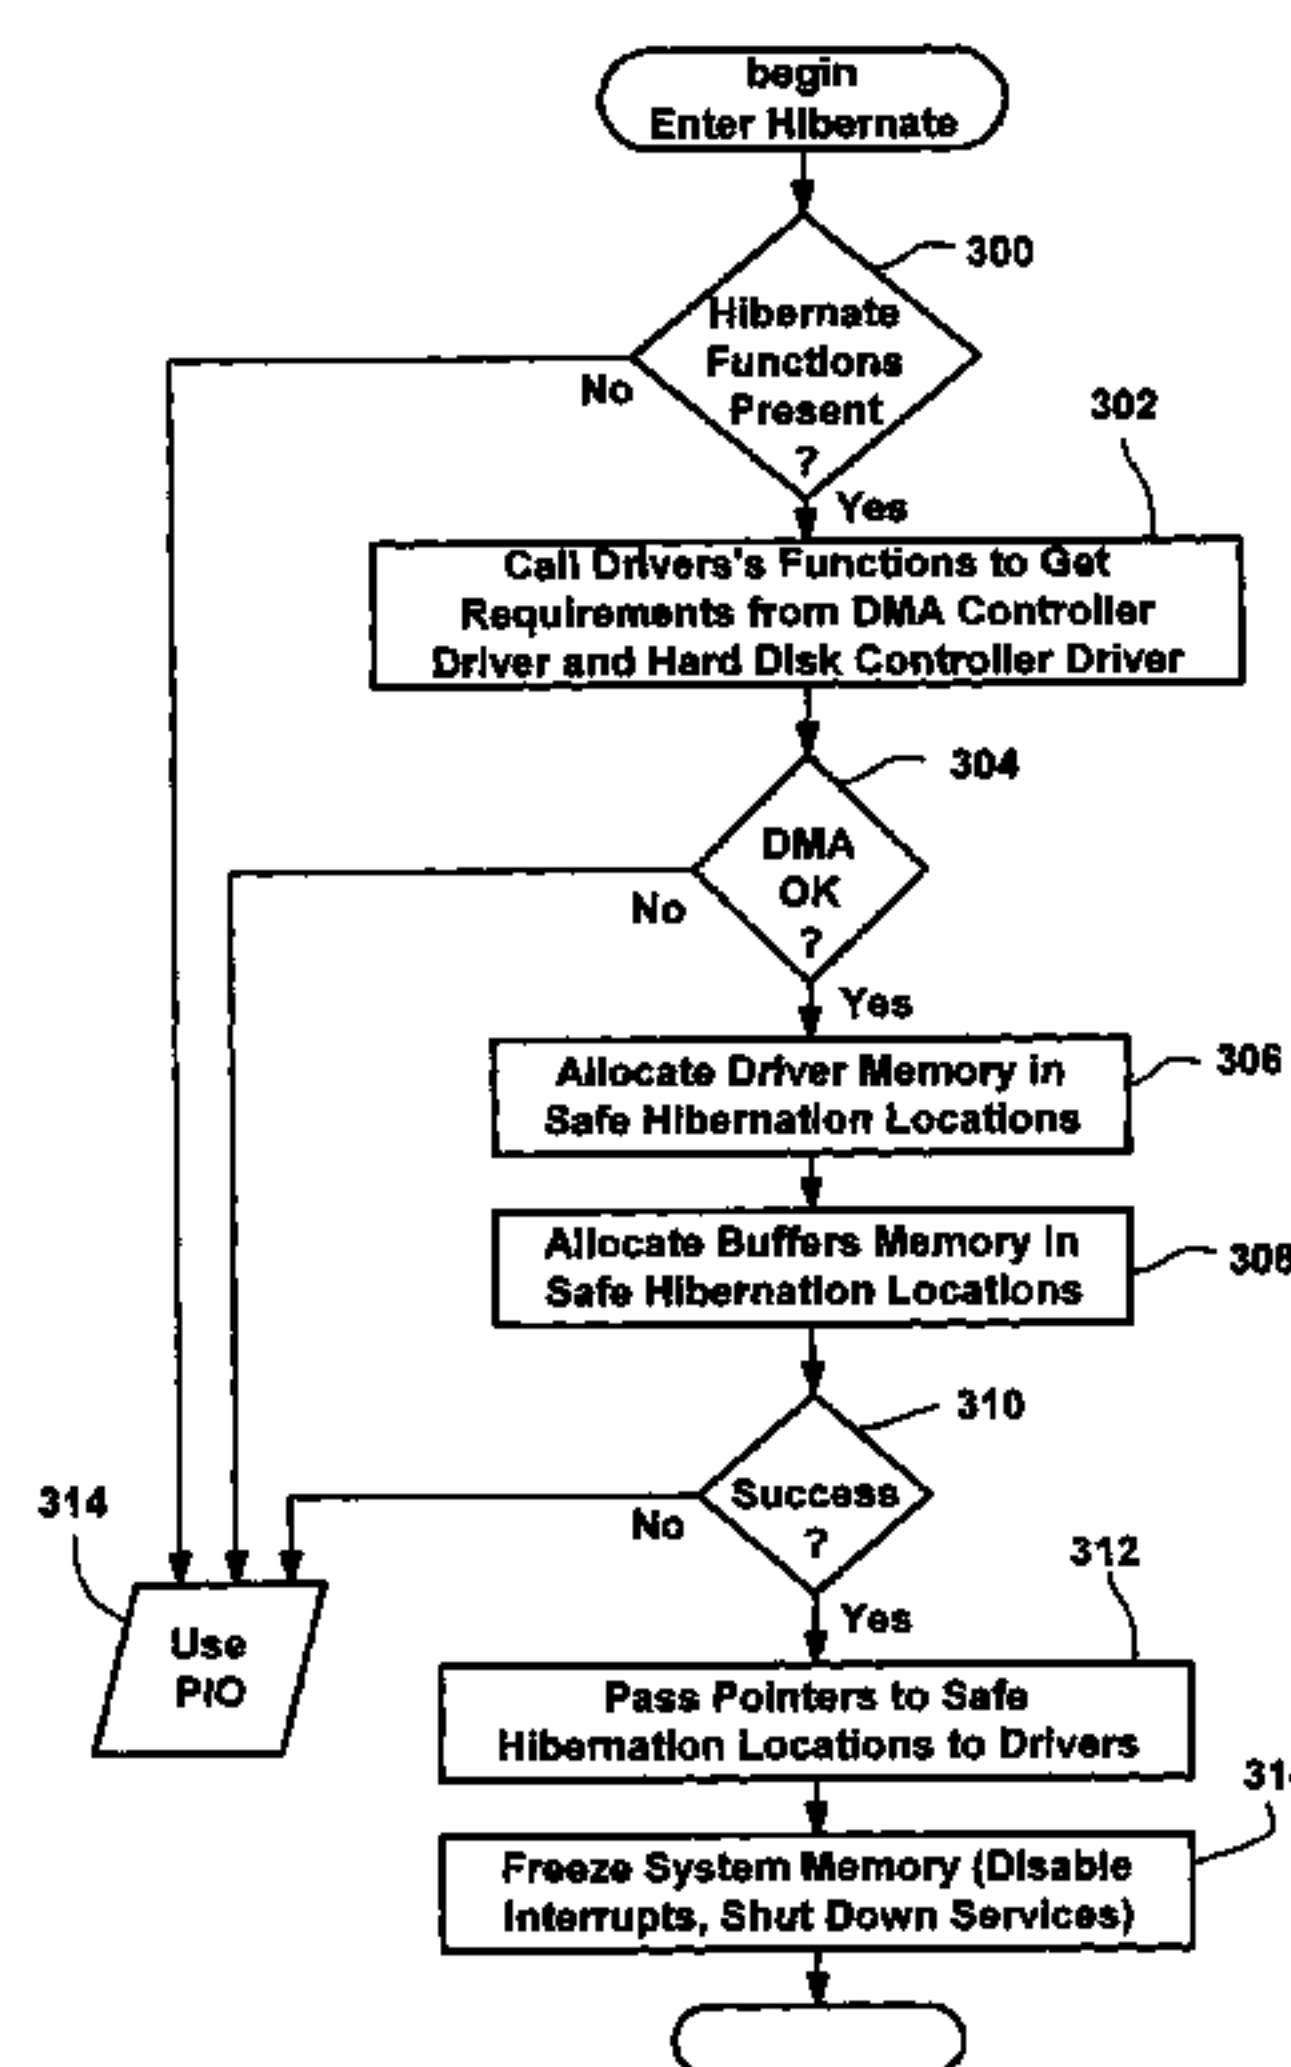 begin
Enter Hibernate
300
Hibernate
Functions
Present
?
No
Yes
302
Call Drivers's Functions to Get
Requirements from DMA Controller
Driver and Hard Disk Controller Driver
304
DMA
OK
?
No
Yes
306
Allocate Driver Memory in
Safe Hibernation Locations
308
Allocate Buffers Memory in
Safe Hibernation Locations
310
Success
?
No
Yes
314
Use
PIO
312
Pass Pointers to Safe
Hibernation Locations to Drivers
Freeze System Memory (Disable
Interrupts, Shut Down Services)